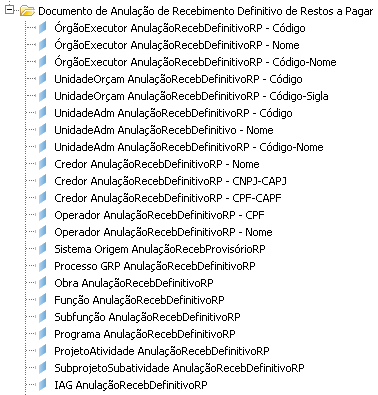 Documento de Anulação de Recebimento Definitivo de Restos a Pagar
ÓrgãoExecutor AnulaçãoRecebDefinitivoRP - Código
ÓrgãoExecutor AnulaçãoRecebDefinitivoRP - Nome
ÓrgãoExecutor AnulaçãoRecebDefinitivoRP - Código-Nome
UnidadeOrçam AnulaçãoRecebDefinitivoRP - Código
UnidadeOrçam AnulaçãoRecebDefinitivoRP - Código-Sigla
UnidadeAdm AnulaçãoRecebDefinitivoRP - Código
UnidadeAdm AnulaçãoRecebDefinitivo - Nome
UnidadeAdm AnulaçãoRecebDefinitivoRP - Código-Nome
Credor AnulaçãoRecebDefinitivoRP - Nome
Credor AnulaçãoRecebDefinitivoRP - CNPJ-CAPJ
Credor AnulaçãoRecebDefinitivoRP - CPF-CAPF
Operador AnulaçãoRecebDefinitivoRP - CPF
Operador AnulaçãoRecebDefinitivoRP - Nome
Sistema Origem AnulaçãoRecebProvisórioRP
Processo GRP AnulaçãoRecebDefinitivoRP
Obra AnulaçãoRecebDefinitivoRP
Função AnulaçãoRecebDefinitivoRP
Subfunção AnulaçãoRecebDefinitivoRP
Programa AnulaçãoRecebDefinitivoRP
ProjetoAtividade AnulaçãoRecebDefinitivoRP
SubprojetoSubatividade AnulaçãoRecebDefinitivoRP
IAG AnulaçãoRecebDefinitivoRP